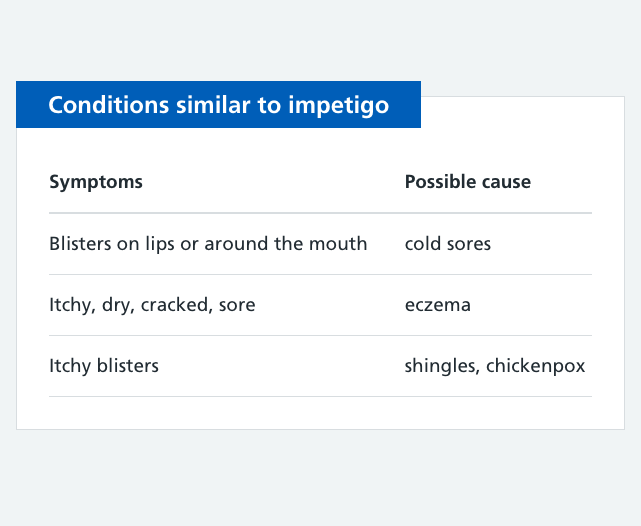 Conditions similar to impetigo
Symptoms Possible cause
Blisters on lips or around the mouth cold sores
Itchy, dry, cracked, sore eczema
Itchy blisters shingles, chickenpox